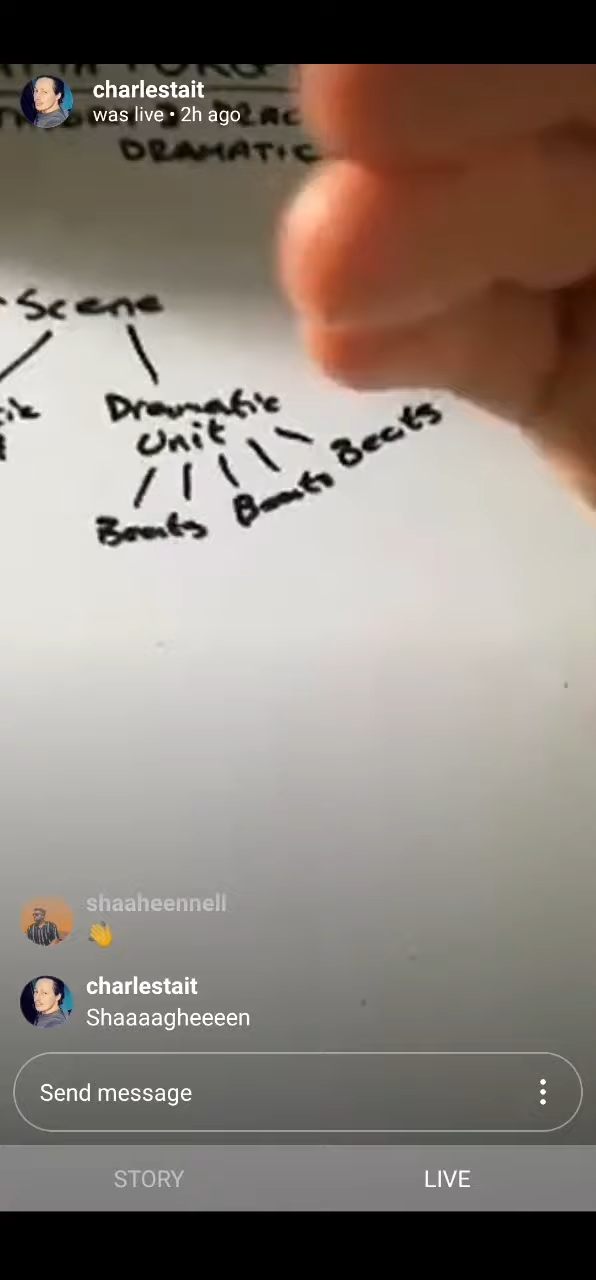 charlestait
was live • 2h ago
DRAMATIC
Scene
Dramatic
Unit
Beats
Beats
Beats
shaaheennell
👋
charlestait
Shaaaagheeeen
Send message
STORY
LIVE